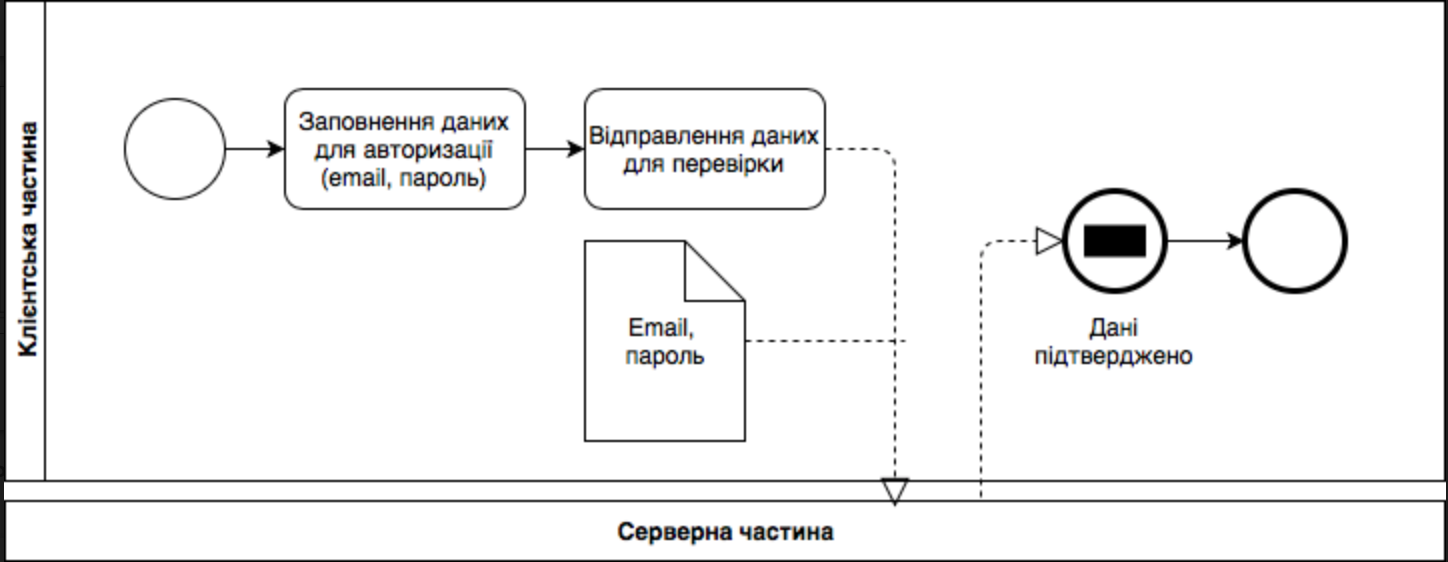 Клієнтська частина
Заповнення даних
для авторизації
(email, пароль)
Відправлення даних
для перевірки
Email,
пароль
Дані
підтверджено
Серверна частина